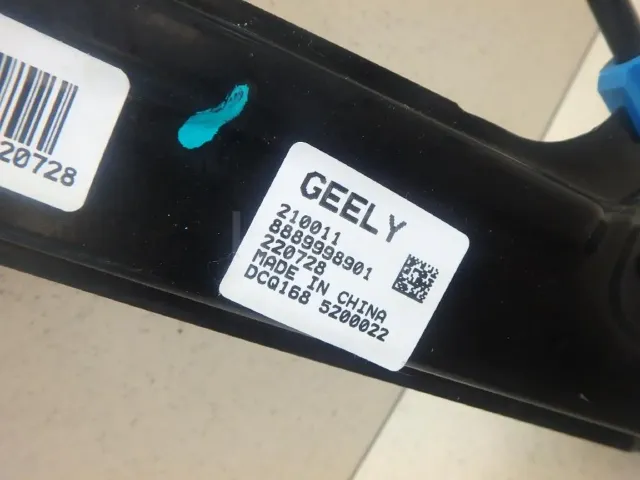 20728
GEELY
210011
8889998901
220728
MADE IN CHINA
DCQ168 5200022